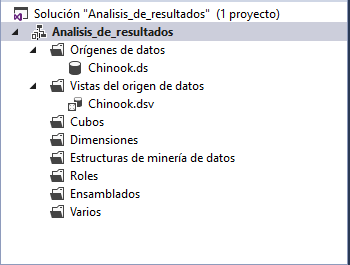 Solución "Analisis_de_resultados" (1 proyecto)
Analisis_de_resultados
Orígenes de datos
Chinook.ds
Vistas del origen de datos
Chinook.dsv
Cubos
Dimensiones
Estructuras de minería de datos
Roles
Ensamblados
Varios